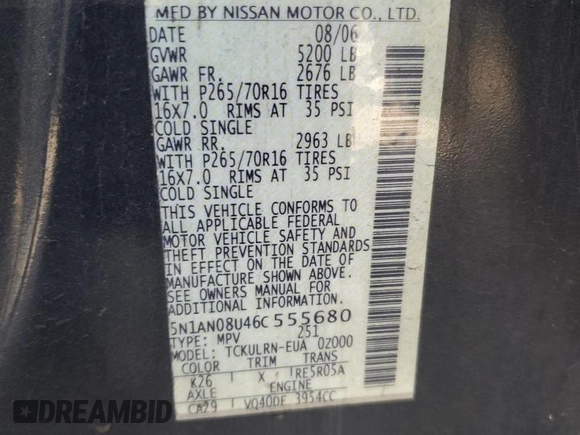 MFD BY NISSAN MOTOR CO., LTD.
DATE 08/06
GVWR 5200 LB
GAWR FR. 2676 LB
WITH P265/70R16 TIRES
16X7.0 RIMS AT 35 PSI
COLD SINGLE
GAWR RR. 2963 LB
WITH P265/70R16 TIRES
16X7.0 RIMS AT 35 PSI
COLD SINGLE
THIS VEHICLE CONFORMS TO
ALL APPLICABLE FEDERAL
MOTOR VEHICLE SAFETY AND
THEFT PREVENTION STANDARDS
IN EFFECT ON THE DATE OF
MANUFACTURE SHOWN ABOVE.
SEE OWNERS MANUAL FOR
ADDITIONAL INFORMATION.
5N1AN08U46C555680
TYPE: MPV 251
MODEL: TCKULRN-EUA 0Z000
COLOR TRIM TRANS
K26 X RE5R05A
AXLE ENGINE
CA29 VQ40DE 3954CC
DREAMBID